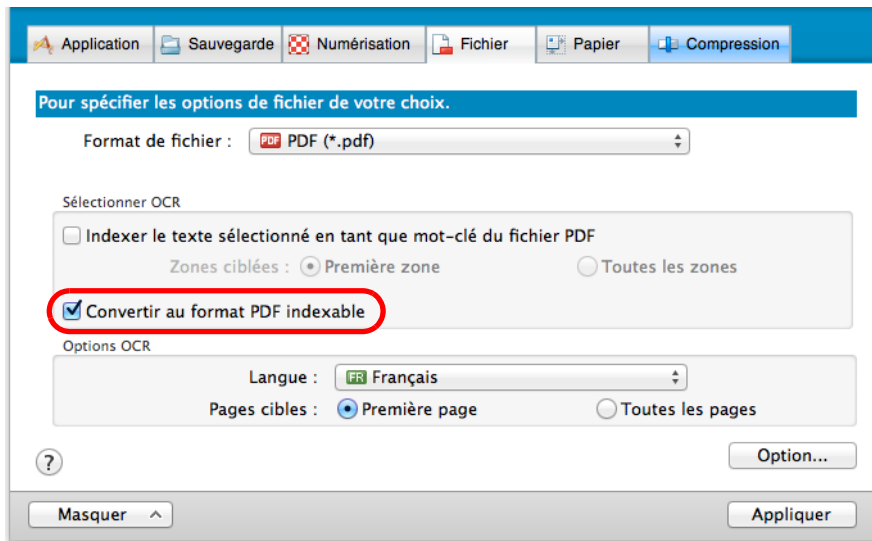 Application Sauvegarde Numérisation Fichier Papier Compression
Pour spécifier les options de fichier de votre choix.
Format de fichier : PDF PDF (*.pdf)
Sélectionner OCR
Indexer le texte sélectionné en tant que mot-clé du fichier PDF
Zones ciblées : Première zone Toutes les zones
Convertir au format PDF indexable
Options OCR
Langue : FR Français
Pages cibles : Première page Toutes les pages
? Option...
Masquer Appliquer